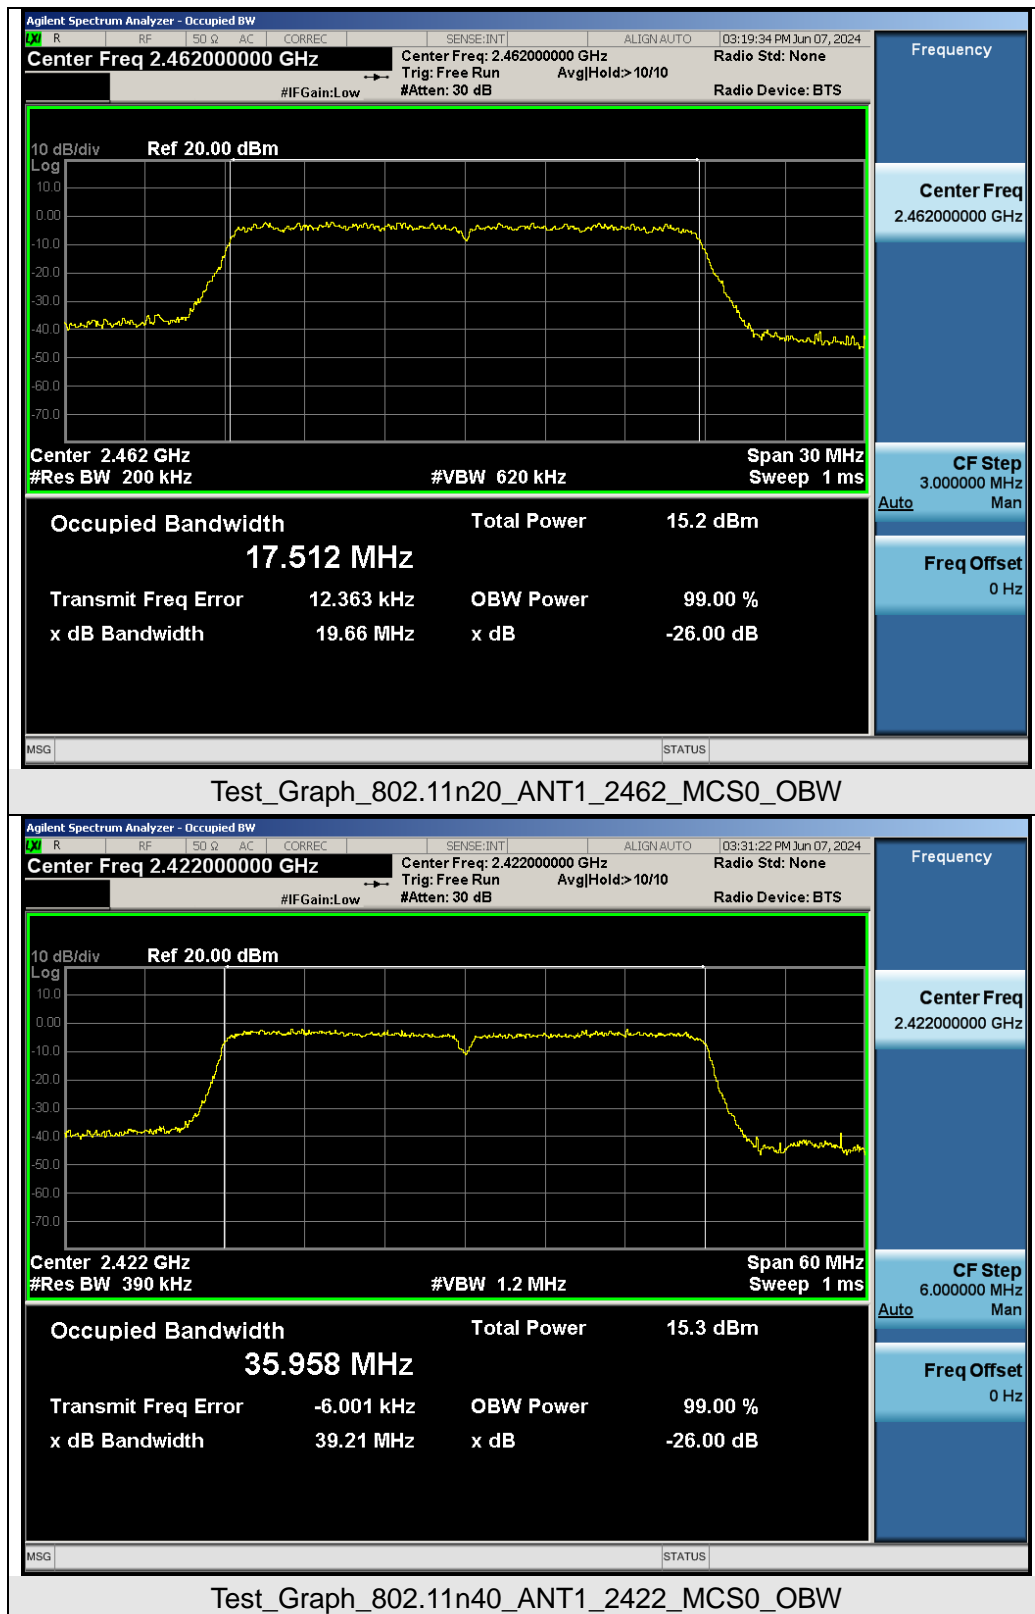 Agilent Spectrum Analyzer - Occupied BW
LXI R RF 50 Ω AC CORREC SENSE:INT ALIGN AUTO 03:19:34 PM Jun 07, 2024
Center Freq 2.462000000 GHz Center Freq: 2.462000000 GHz Radio Std: None
Trig: Free Run Avg|Hold:> 10/10
#IFGain:Low #Atten: 30 dB Radio Device: BTS
Frequency
10 dB/div Ref 20.00 dBm
Log
10.0
0.00
-10.0
-20.0
-30.0
-40.0
-50.0
-60.0
-70.0
Center 2.462 GHz Span 30 MHz
#Res BW 200 kHz #VBW 620 kHz Sweep 1 ms
Center Freq
2.462000000 GHz
CF Step
3.000000 MHz
Auto Man
Freq Offset
0 Hz
Occupied Bandwidth Total Power 15.2 dBm
17.512 MHz
Transmit Freq Error 12.363 kHz OBW Power 99.00 %
x dB Bandwidth 19.66 MHz x dB -26.00 dB
MSG STATUS
Test_Graph_802.11n20_ANT1_2462_MCS0_OBW
Agilent Spectrum Analyzer - Occupied BW
LXI R RF 50 Ω AC CORREC SENSE:INT ALIGN AUTO 03:31:22 PM Jun 07, 2024
Center Freq 2.422000000 GHz Center Freq: 2.422000000 GHz Radio Std: None
Trig: Free Run Avg|Hold:> 10/10
#IFGain:Low #Atten: 30 dB Radio Device: BTS
Frequency
10 dB/div Ref 20.00 dBm
Log
10.0
0.00
-10.0
-20.0
-30.0
-40.0
-50.0
-60.0
-70.0
Center 2.422 GHz Span 60 MHz
#Res BW 390 kHz #VBW 1.2 MHz Sweep 1 ms
Center Freq
2.422000000 GHz
CF Step
6.000000 MHz
Auto Man
Freq Offset
0 Hz
Occupied Bandwidth Total Power 15.3 dBm
35.958 MHz
Transmit Freq Error -6.001 kHz OBW Power 99.00 %
x dB Bandwidth 39.21 MHz x dB -26.00 dB
MSG STATUS
Test_Graph_802.11n40_ANT1_2422_MCS0_OBW